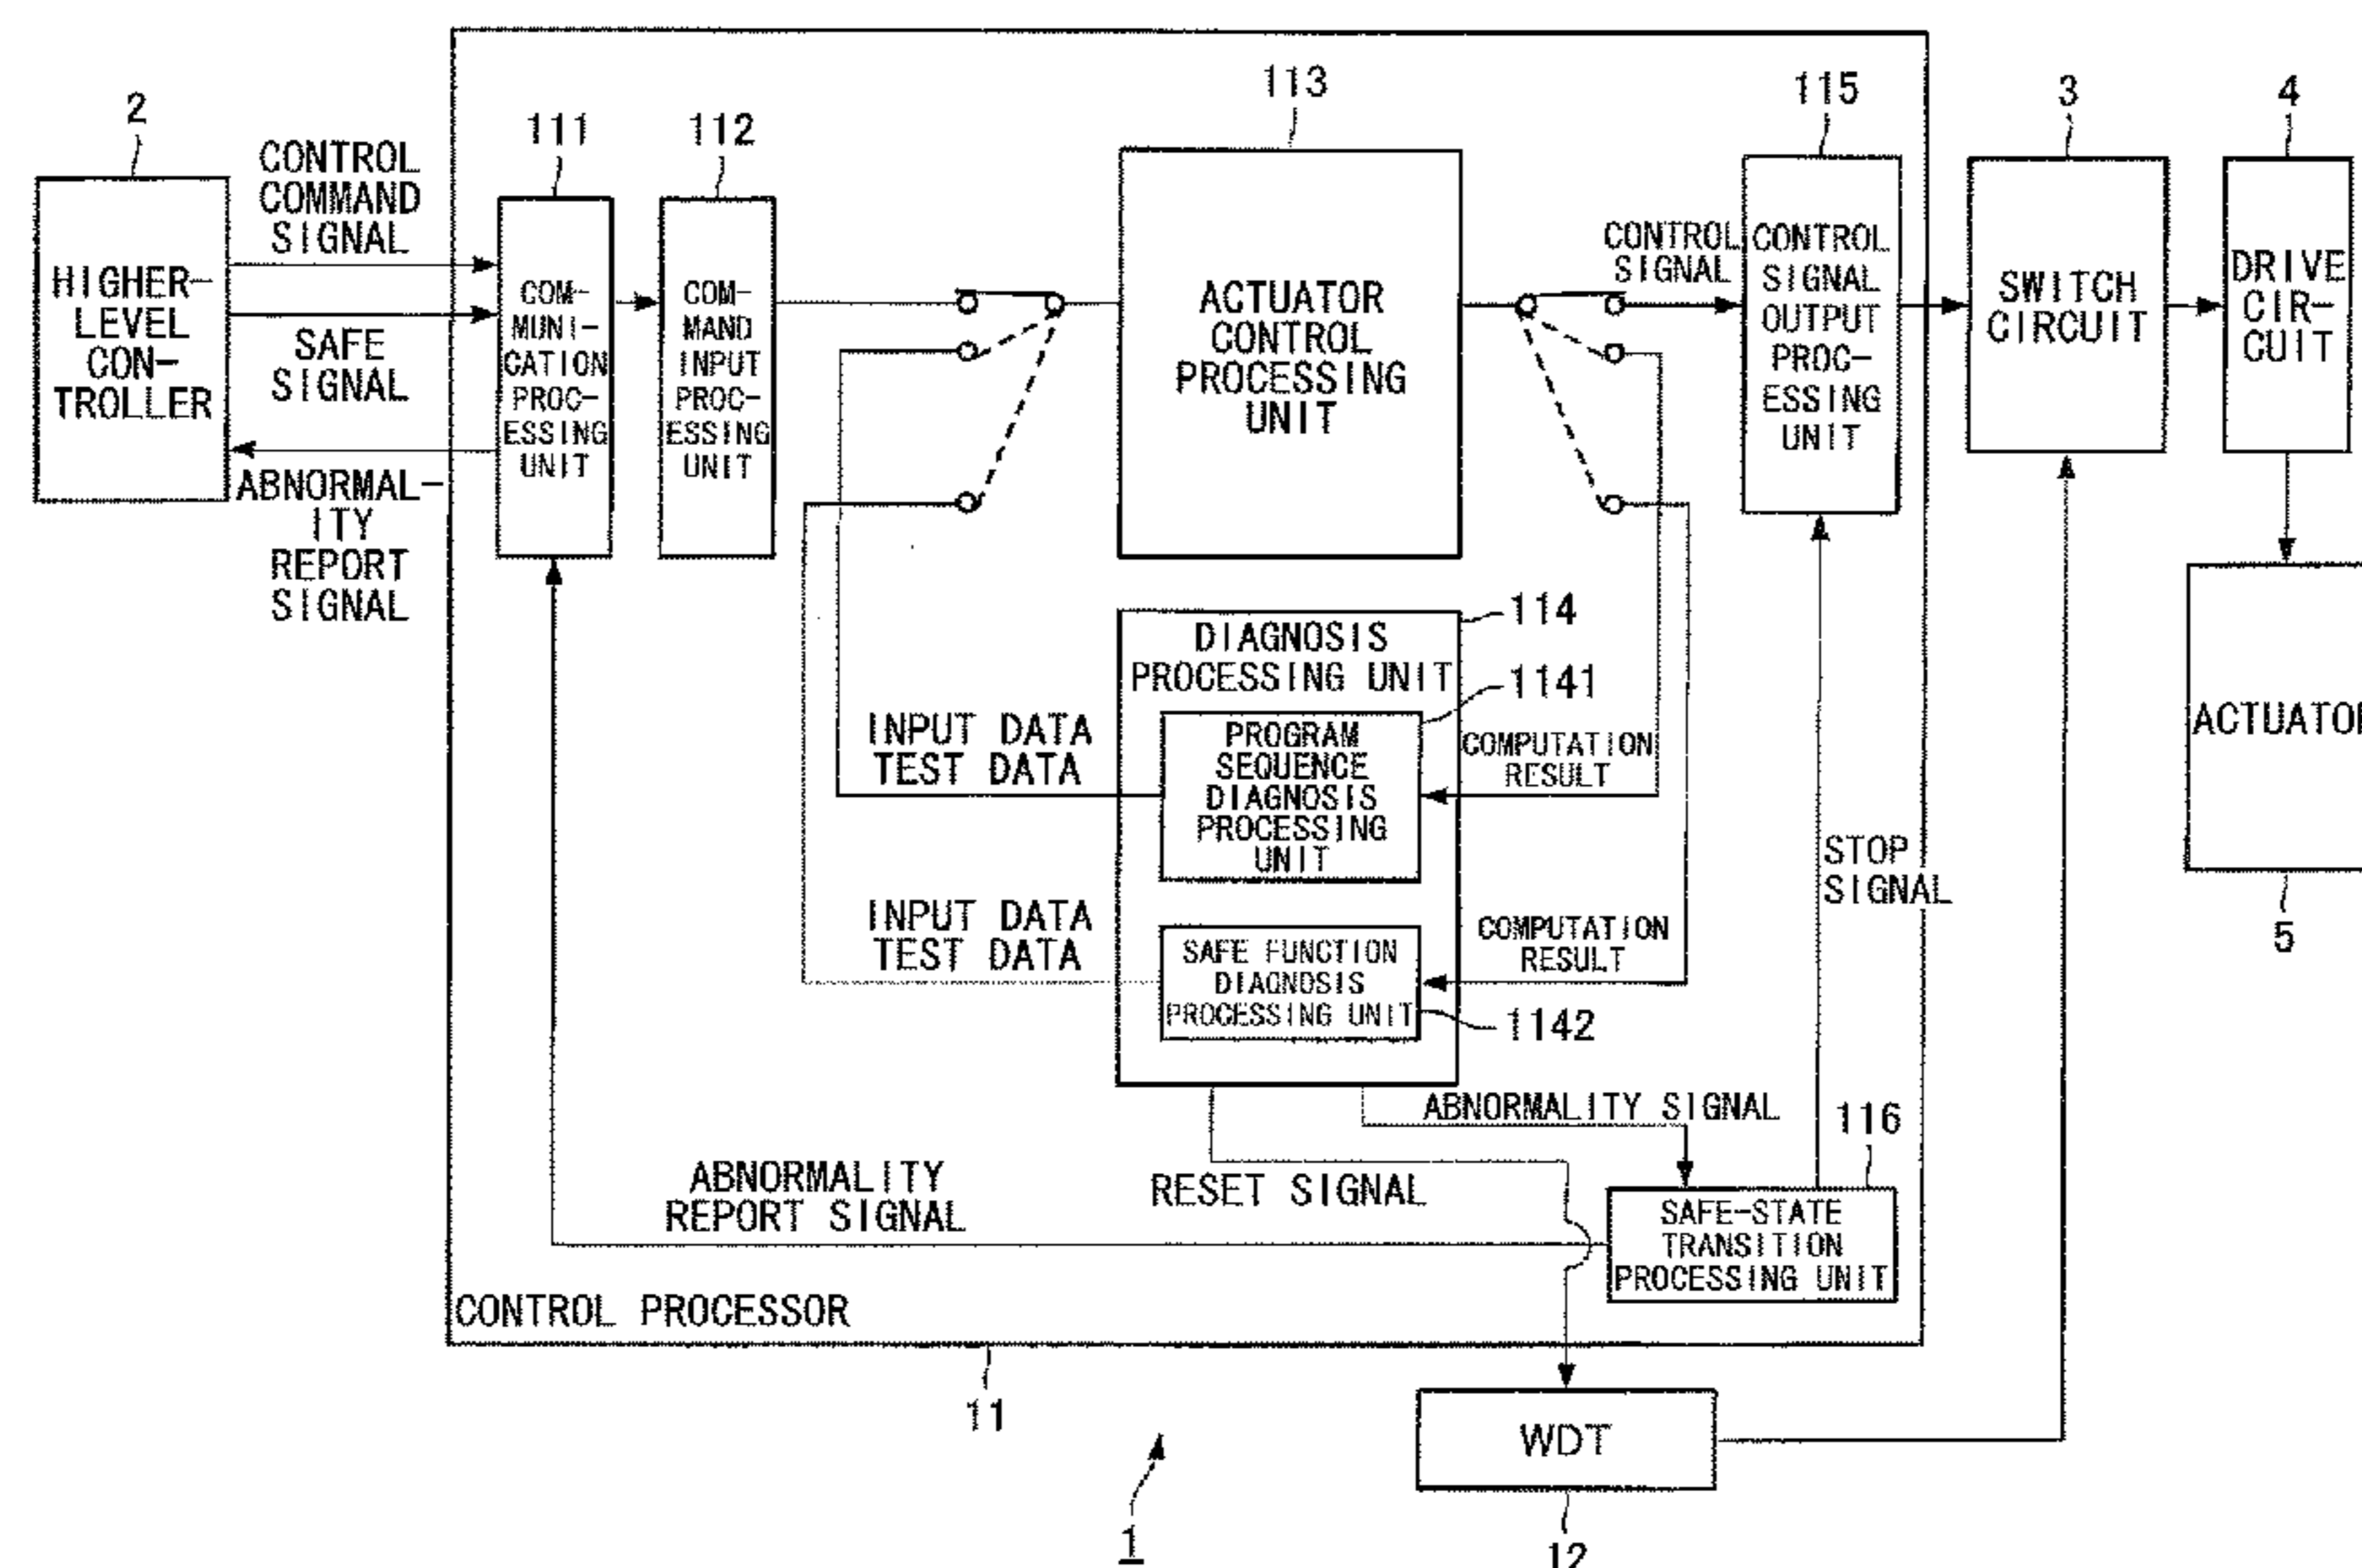 113
115
3
4
2
111
112
CONTROL
COMMAND
SIGNAL
HIGHER-
LEVEL
CON-
TROLLER
SAFE
SIGNAL
ABNORMAL-
ITY
REPORT
SIGNAL
COM-
MUNI-
CATION
PROC-
ESSING
UNIT
COM-
MAND
INPUT
PROC-
ESSING
UNIT
ACTUATOR
CONTROL
PROCESSING
UNIT
CONTROL
SIGNAL
CONTROL
SIGNAL
OUTPUT
PROC-
ESSING
UNIT
SWITCH
CIRCUIT
DRIVE
CIR-
CUIT
ACTUATOR
5
114
DIAGNOSIS
PROCESSING UNIT
1141
INPUT DATA
TEST DATA
PROGRAM
SEQUENCE
DIAGNOSIS
PROCESSING
UNIT
COMPUTATION
RESULT
STOP
SIGNAL
INPUT DATA
TEST DATA
SAFE FUNCTION
DIAGNOSIS
PROCESSING UNIT
COMPUTATION
RESULT
1142
ABNORMALITY SIGNAL
116
ABNORMALITY
REPORT SIGNAL
RESET SIGNAL
SAFE-STATE
TRANSITION
PROCESSING UNIT
CONTROL PROCESSOR
11
WDT
1
12